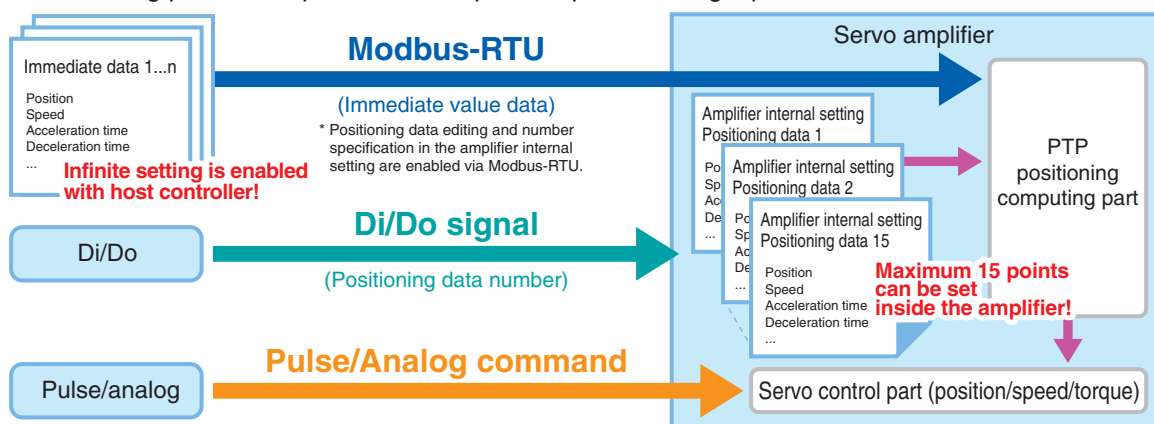 Servo amplifier
Immediate data 1...n
Position
Speed
Acceleration time
Deceleration time
...
Infinite setting is enabled
with host controller!
Modbus-RTU
(Immediate value data)
* Positioning data editing and number
specification in the amplifier internal
setting are enabled via Modbus-RTU.
Amplifier internal setting
Positioning data 1
...
Amplifier internal setting
Positioning data 2
...
Amplifier internal setting
Positioning data 15
Position
Speed
Acceleration time
Deceleration time
...
PTP
positioning
computing part
Maximum 15 points
can be set
inside the amplifier!
Di/Do
Di/Do signal
(Positioning data number)
Pulse/analog
Pulse/Analog command
Servo control part (position/speed/torque)